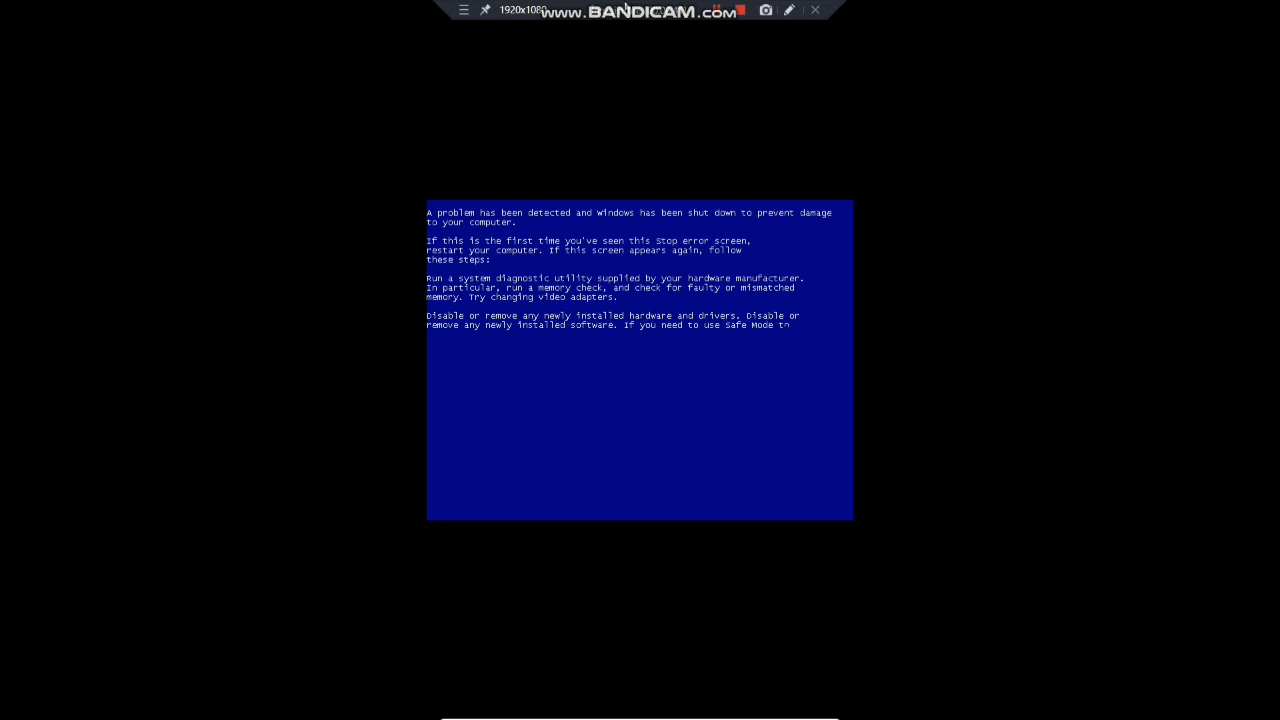 1920x1080
www.BANDICAM.com
A problem has been detected and Windows has been shut down to prevent damage
to your computer.
If this is the first time you've seen this Stop error screen,
restart your computer. If this screen appears again, follow
these steps:
Run a system diagnostic utility supplied by your hardware manufacturer.
In particular, run a memory check, and check for faulty or mismatched
memory. Try changing video adapters.
Disable or remove any newly installed hardware and drivers. Disable or
remove any newly installed software. If you need to use Safe Mode to